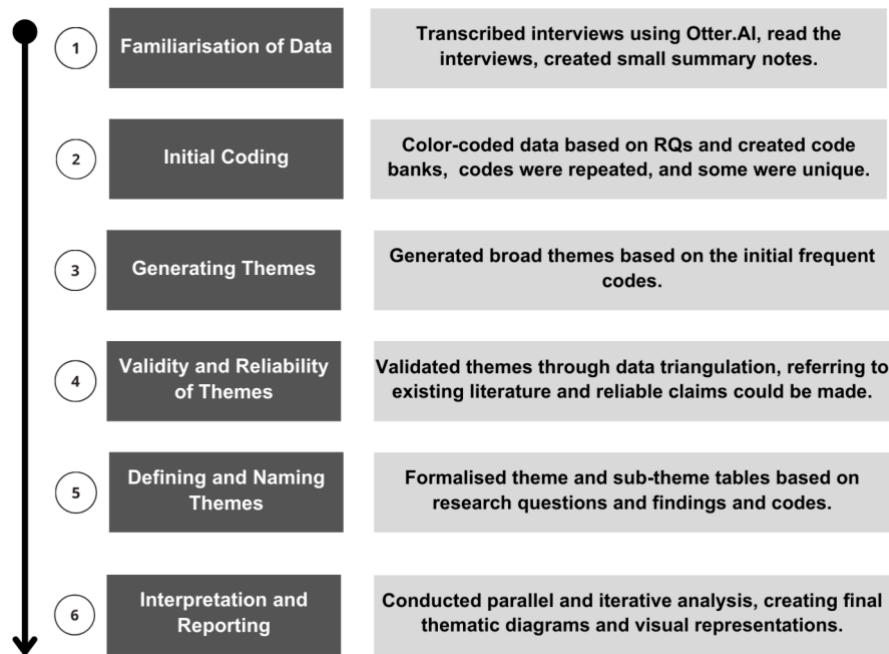 1
Familiarisation of Data
Transcribed interviews using Otter.AI, read the
interviews, created small summary notes.
2
Initial Coding
Color-coded data based on RQs and created code
banks,  codes were repeated, and some were unique.
3
Generating Themes
Generated broad themes based on the initial frequent
codes.
4
Validity and Reliability
of Themes
Validated themes through data triangulation, referring to
existing literature and reliable claims could be made.
5
Defining and Naming
Themes
Formalised theme and sub-theme tables based on
research questions and findings and codes.
6
Interpretation and
Reporting
Conducted parallel and iterative analysis, creating final
thematic diagrams and visual representations.